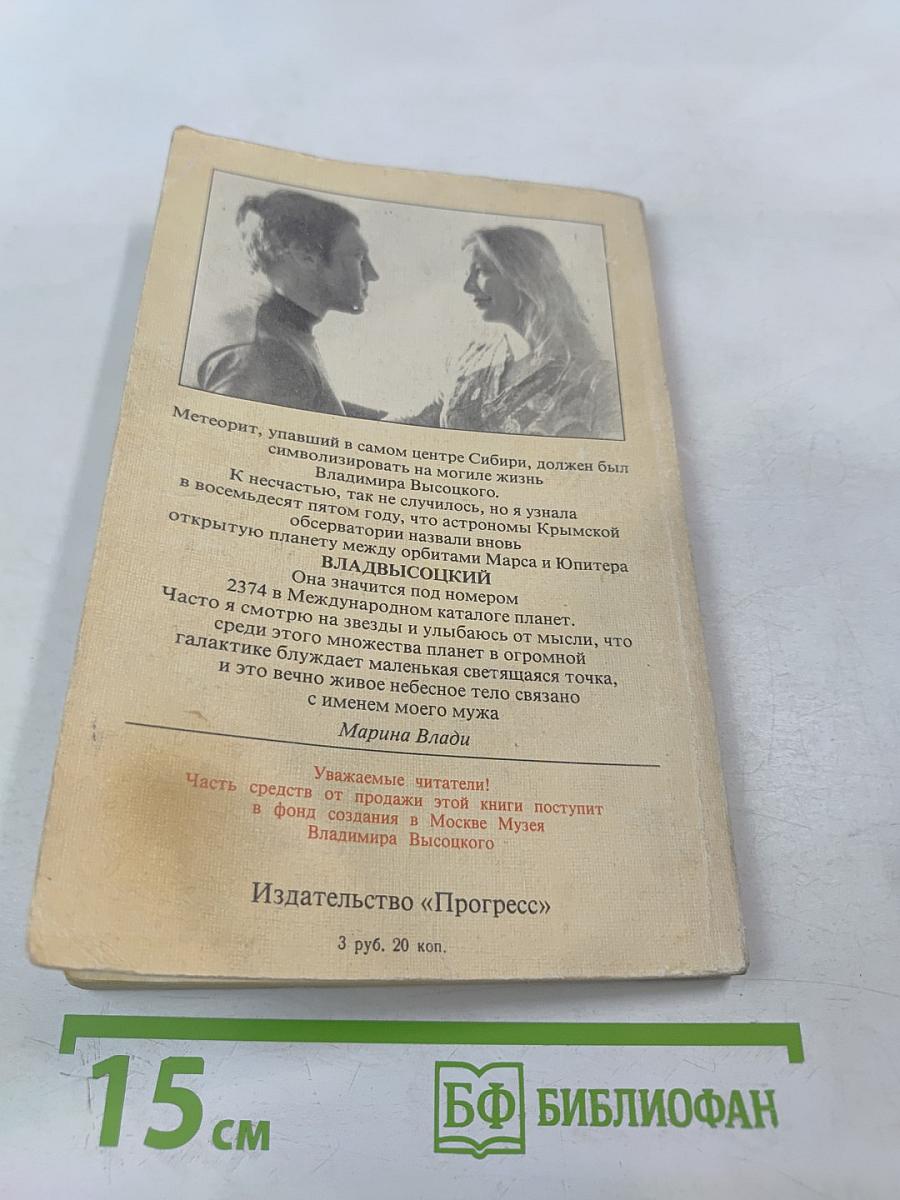 Метеорит, упавший в самом центре Сибири, должен был
символизировать на могиле жизнь
Владимира Высоцкого.
К несчастью, так не случилось, но я узнала
в восемьдесят пятом году, что астрономы Крымской
обсерватории назвали вновь
открытую планету между орбитами Марса и Юпитера
ВЛАДВЫСОЦКИЙ
Она значится под номером
2374 в Международном каталоге планет.
Часто я смотрю на звезды и улыбаюсь от мысли, что
среди этого множества планет в огромной
галактике блуждает маленькая светящаяся точка,
и это вечно живое небесное тело связано
с именем моего мужа
Марина Влади
Уважаемые читатели!
Часть средств от продажи этой книги поступит
в фонд создания в Москве Музея
Владимира Высоцкого
Издательство «Прогресс»
3 руб. 20 коп.
15 см
БФ БИБЛИОФАН